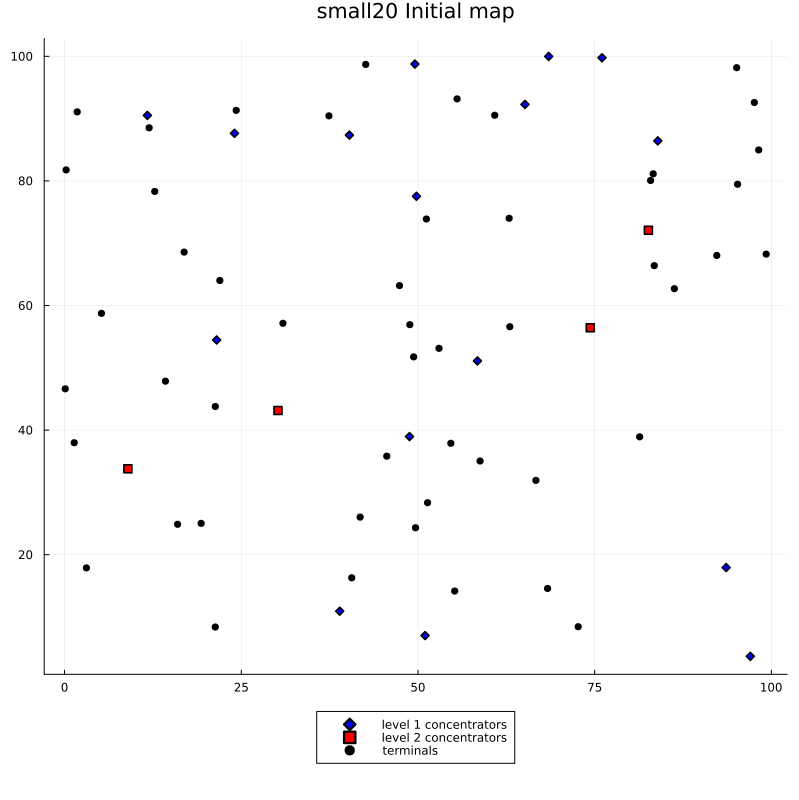 small20 Initial map
100
80
60
40
20
0 25 50 75 100
level 1 concentrators
level 2 concentrators
terminals